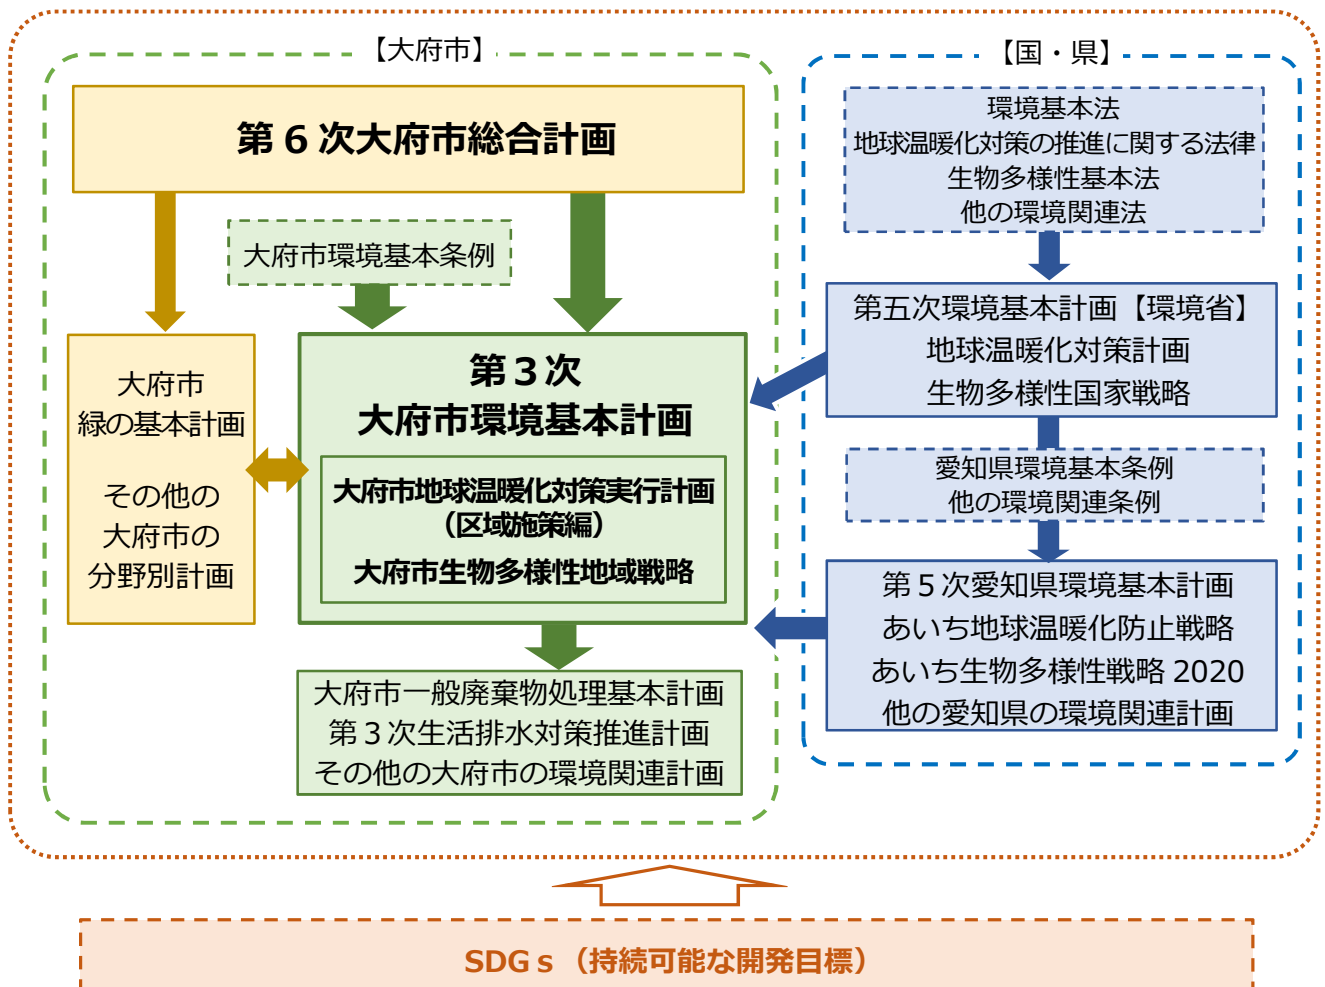 【大府市】
第６次大府市総合計画
大府市環境基本条例
大府市
緑の基本計画
その他の
大府市の
分野別計画
第３次
大府市環境基本計画
大府市地球温暖化対策実行計画
（区域施策編）
大府市生物多様性地域戦略
大府市一般廃棄物処理基本計画
第３次生活排水対策推進計画
その他の大府市の環境関連計画
【国・県】
環境基本法
地球温暖化対策の推進に関する法律
生物多様性基本法
他の環境関連法
第五次環境基本計画【環境省】
地球温暖化対策計画
生物多様性国家戦略
愛知県環境基本条例
他の環境関連条例
第５次愛知県環境基本計画
あいち地球温暖化防止戦略
あいち生物多様性戦略 2020
他の愛知県の環境関連計画
SDGｓ（持続可能な開発目標）